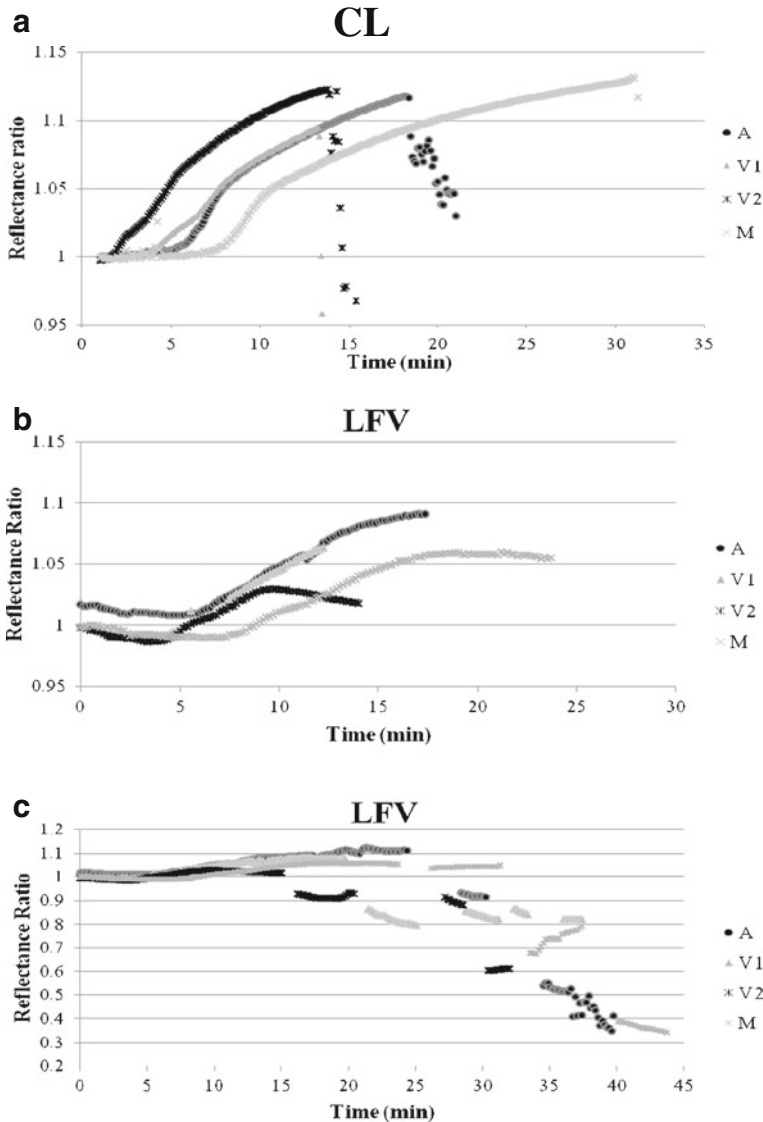 a
CL
1.15
1.1
1.05
1
0.95
Reflectance ratio
0 5 10 15 20 25 30 35
Time (min)
A
V1
V2
M
b
LFV
1.15
1.1
1.05
1
0.95
Reflectance Ratio
0 5 10 15 20 25 30
Time (min)
A
V1
V2
M
c
LFV
1.2
1.1
1
0.9
0.8
0.7
0.6
0.5
0.4
0.3
0.2
Reflectance Ratio
0 5 10 15 20 25 30 35 40 45
Time (min)
A
V1
V2
M